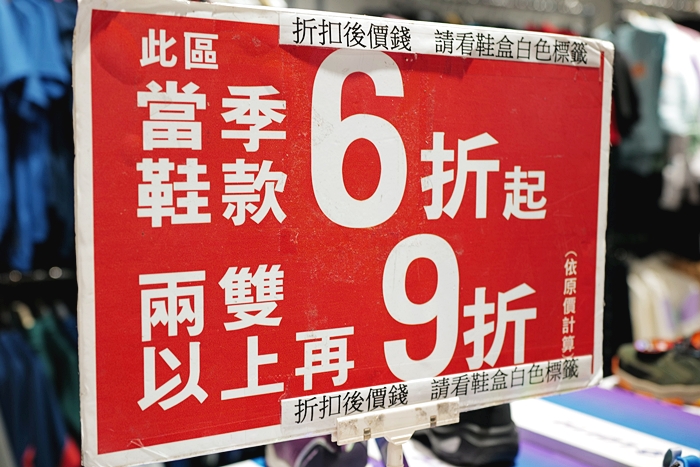 折扣後價錢 請看鞋盒白色標籤
此區
當季
鞋款
6折起
兩雙
以上再
9折
(依原價計算
折扣後價錢 請看鞋盒白色標籤